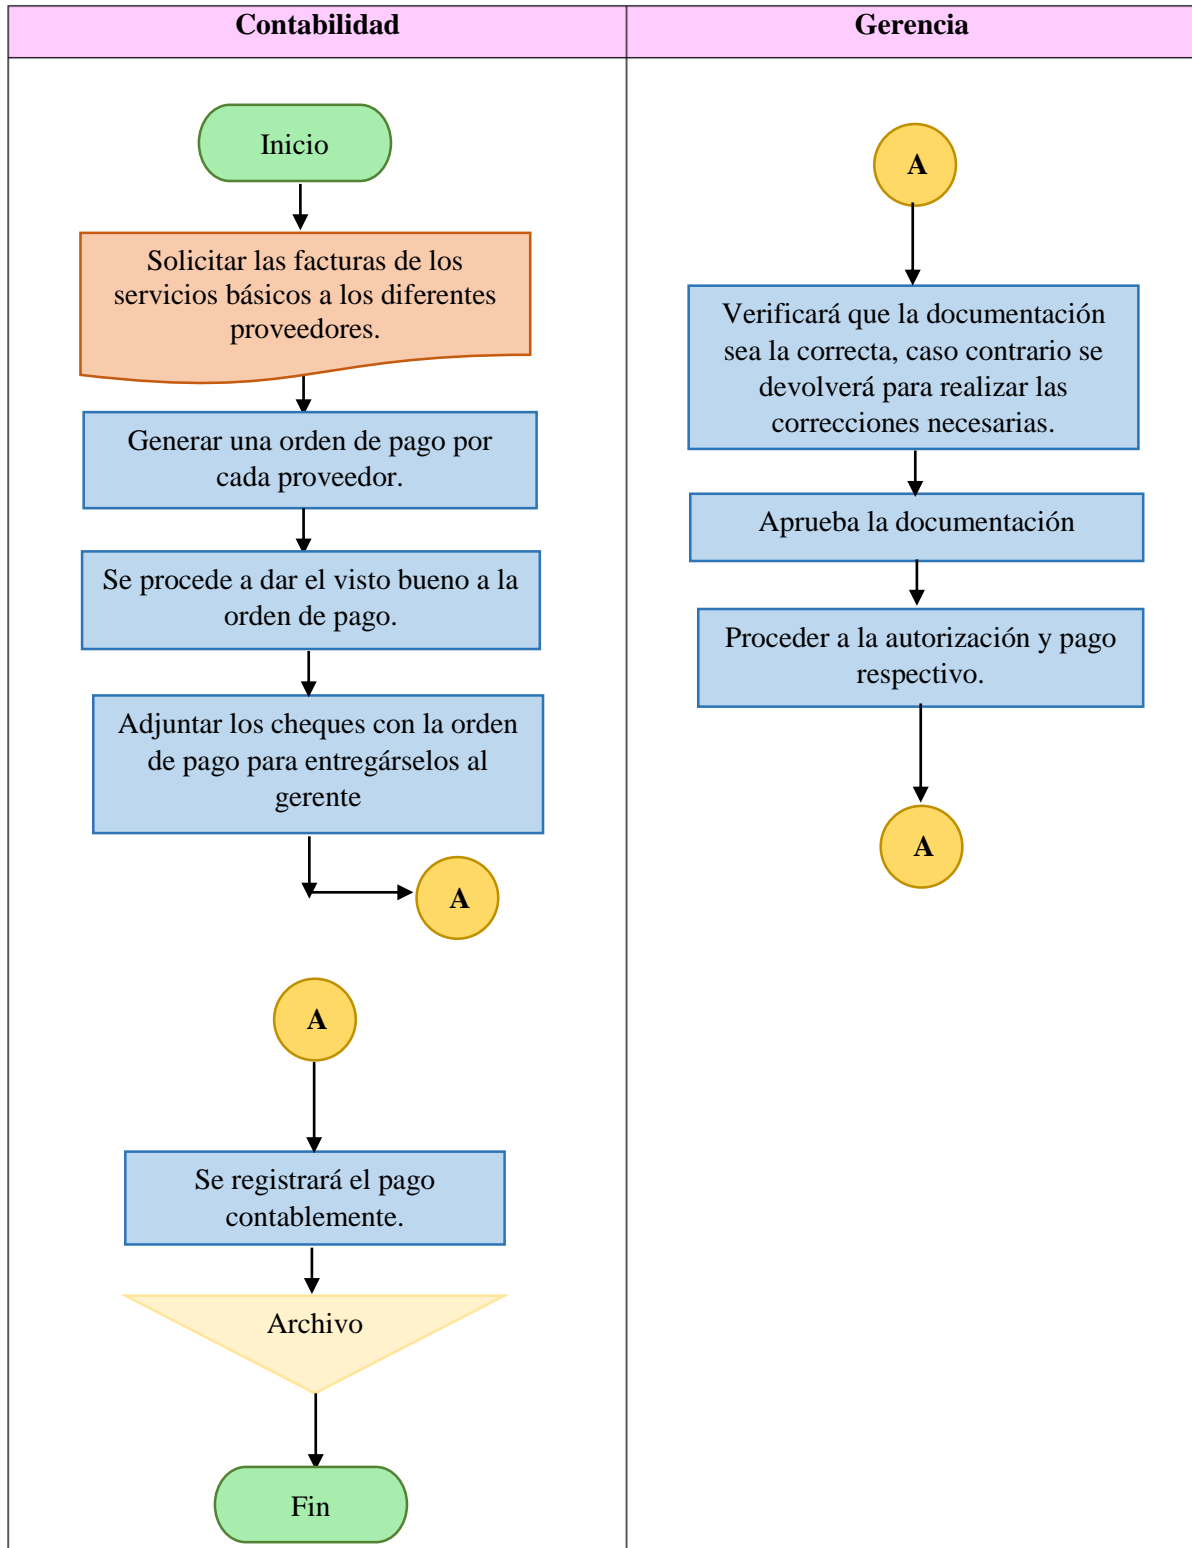 Contabilidad
Gerencia
Inicio
Solicitar las facturas de los
servicios básicos a los diferentes
proveedores.
Generar una orden de pago por
cada proveedor.
Se procede a dar el visto bueno a la
orden de pago.
Adjuntar los cheques con la orden
de pago para entregárselos al
gerente
A
A
Se registrará el pago
contablemente.
Archivo
Fin
A
Verificará que la documentación
sea la correcta, caso contrario se
devolverá para realizar las
correcciones necesarias.
Aprueba la documentación
Proceder a la autorización y pago
respectivo.
A